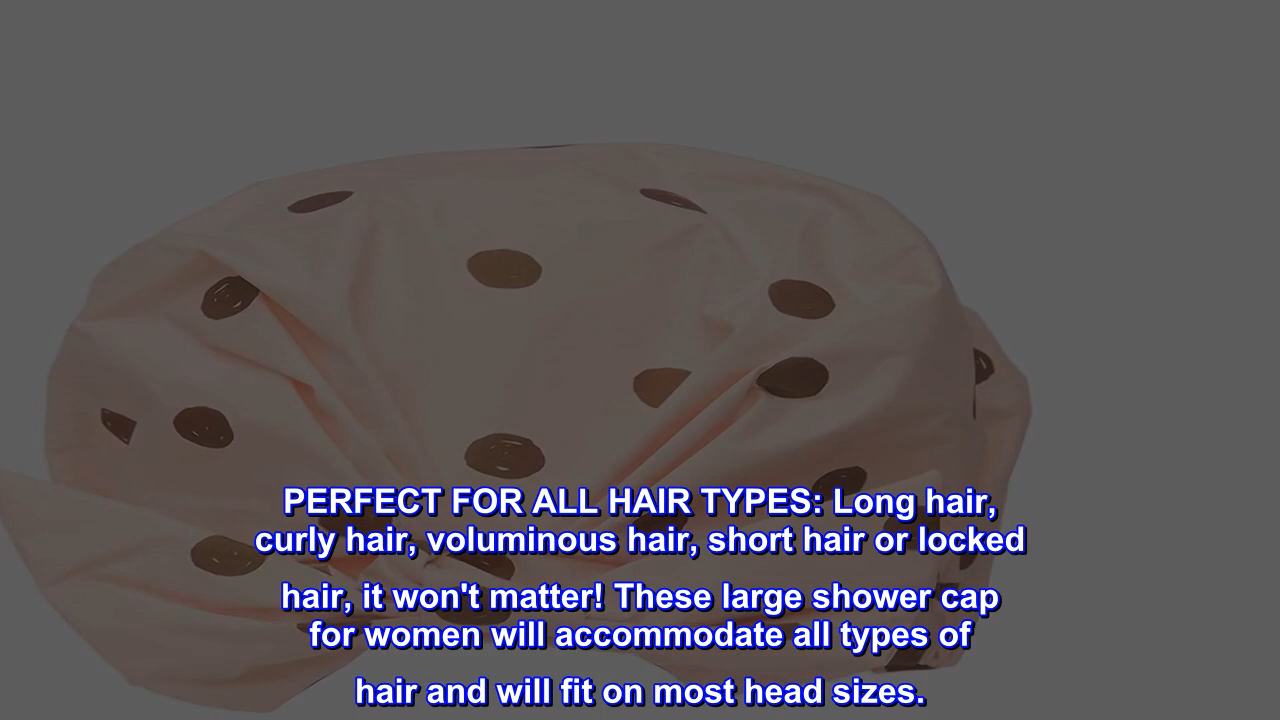 PERFECT FOR ALL HAIR TYPES: Long hair,
curly hair, voluminous hair, short hair or locked
hair, it won't matter! These large shower cap
for women will accommodate all types of
hair and will fit on most head sizes.